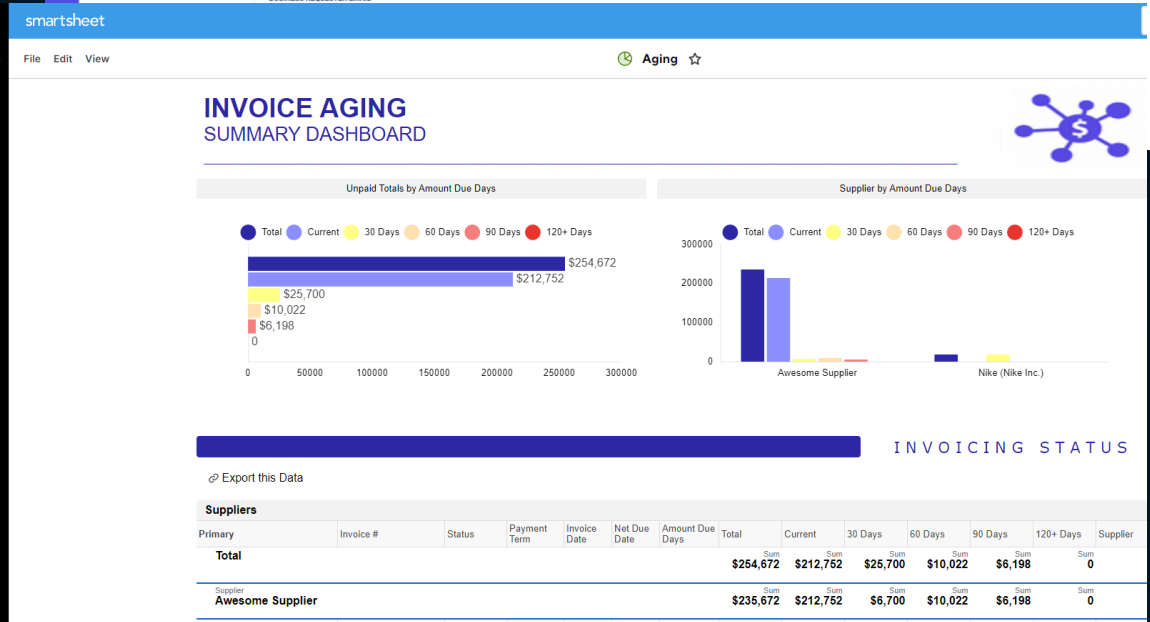 smartsheet
File Edit View
Aging
INVOICE AGING
SUMMARY DASHBOARD
$
Unpaid Totals by Amount Due Days
Total Current 30 Days 60 Days 90 Days 120+ Days
$254,672
$212,752
$25,700
$10,022
$6,198
0
0 50000 100000 150000 200000 250000 300000
Supplier by Amount Due Days
Total Current 30 Days 60 Days 90 Days 120+ Days
300000
200000
100000
0
Awesome Supplier Nike (Nike Inc.)
INVOICING STATUS
Export this Data
Suppliers
Primary Invoice # Status Payment Term Invoice Date Net Due Date Amount Due Days Total Current 30 Days 60 Days 90 Days 120+ Days Supplier
Total Sum $254,672 Sum $212,752 Sum $25,700 Sum $10,022 Sum $6,198 Sum 0
Supplier
Awesome Supplier Sum $235,672 Sum $212,752 Sum $6,700 Sum $10,022 Sum $6,198 Sum 0